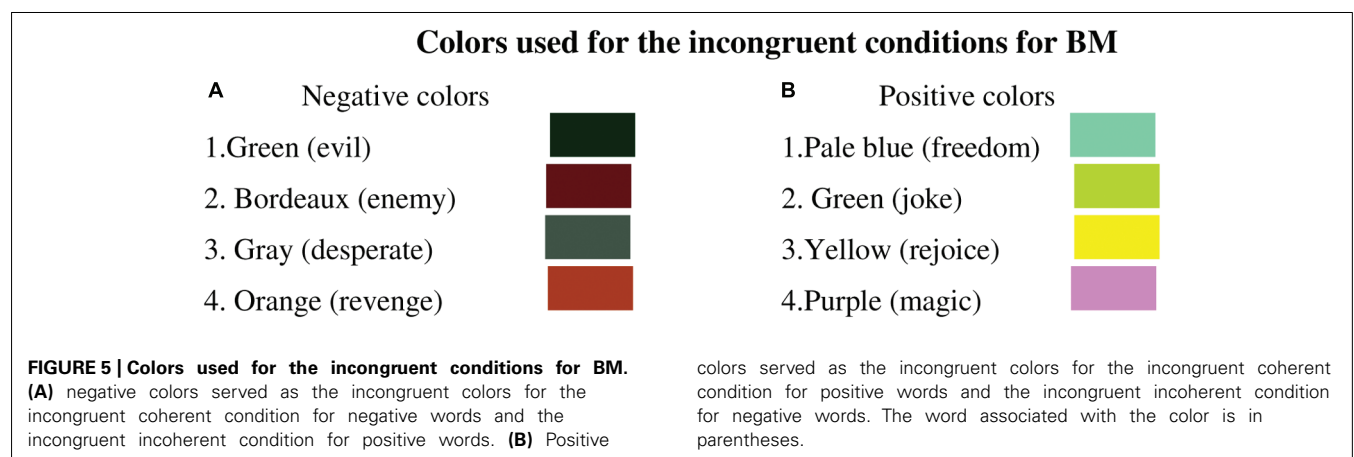 Colors used for the incongruent conditions for BM
A Negative colors
1.Green (evil)
2. Bordeaux (enemy)
3. Gray (desperate)
4. Orange (revenge)
B Positive colors
1.Pale blue (freedom)
2. Green (joke)
3.Yellow (rejoice)
4.Purple (magic)
FIGURE 5 | Colors used for the incongruent conditions for BM.
(A) negative colors served as the incongruent colors for the
incongruent coherent condition for negative words and the
incongruent incoherent condition for positive words. (B) Positive
colors served as the incongruent colors for the incongruent coherent
condition for positive words and the incongruent incoherent condition
for negative words. The word associated with the color is in
parentheses.